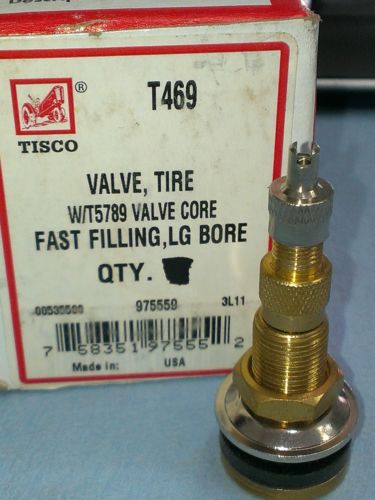 ®
T469
TISCO
VALVE, TIRE
W/T5789 VALVE CORE
FAST FILLING,LG BORE
QTY.
975559 3L11
7 58351 97555 2
Made in: USA